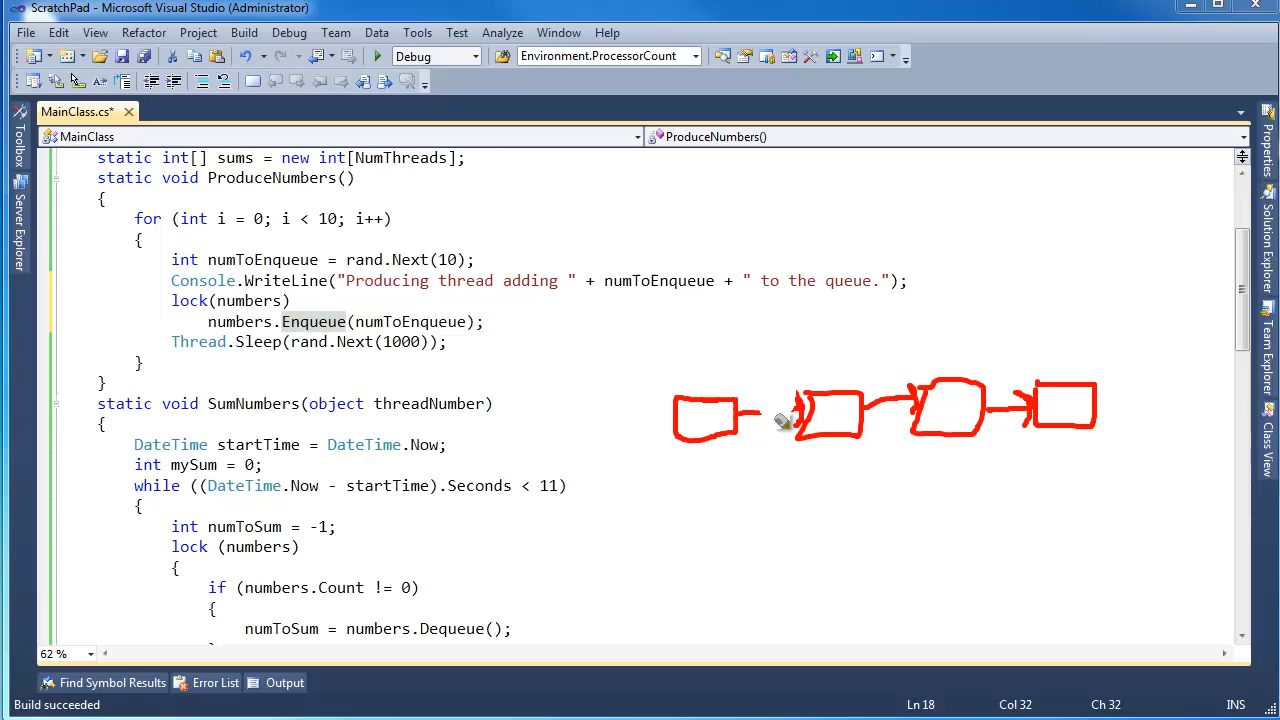 ScratchPad - Microsoft Visual Studio (Administrator)
File Edit View Refactor Project Build Debug Team Data Tools Test Analyze Window Help
Debug Environment.ProcessorCount
MainClass.cs*
MainClass ProduceNumbers()
static int[] sums = new int[NumThreads];
static void ProduceNumbers()
{
for (int i = 0; i < 10; i++)
{
int numToEnqueue = rand.Next(10);
Console.WriteLine("Producing thread adding " + numToEnqueue + " to the queue.");
lock(numbers)
numbers.Enqueue(numToEnqueue);
Thread.Sleep(rand.Next(1000));
}
}
static void SumNumbers(object threadNumber)
{
DateTime startTime = DateTime.Now;
int mySum = 0;
while ((DateTime.Now - startTime).Seconds < 11)
{
int numToSum = -1;
lock (numbers)
{
if (numbers.Count != 0)
{
numToSum = numbers.Dequeue();
Toolbox
Server Explorer
Properties
Solution Explorer
Team Explorer
Class View
62 %
Find Symbol Results Error List Output
Build succeeded Ln 18 Col 32 Ch 32 INS